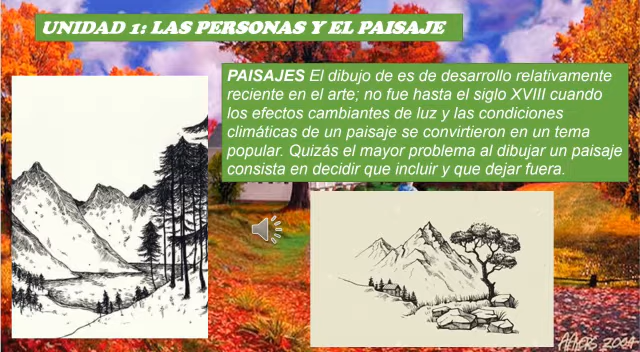 UNIDAD 1: LAS PERSONAS Y EL PAISAJE
PAISAJES El dibujo de es de desarrollo relativamente
reciente en el arte; no fue hasta el siglo XVIII cuando
los efectos cambiantes de luz y las condiciones
climáticas de un paisaje se convirtieron en un tema
popular. Quizás el mayor problema al dibujar un paisaje
consista en decidir que incluir y que dejar fuera.